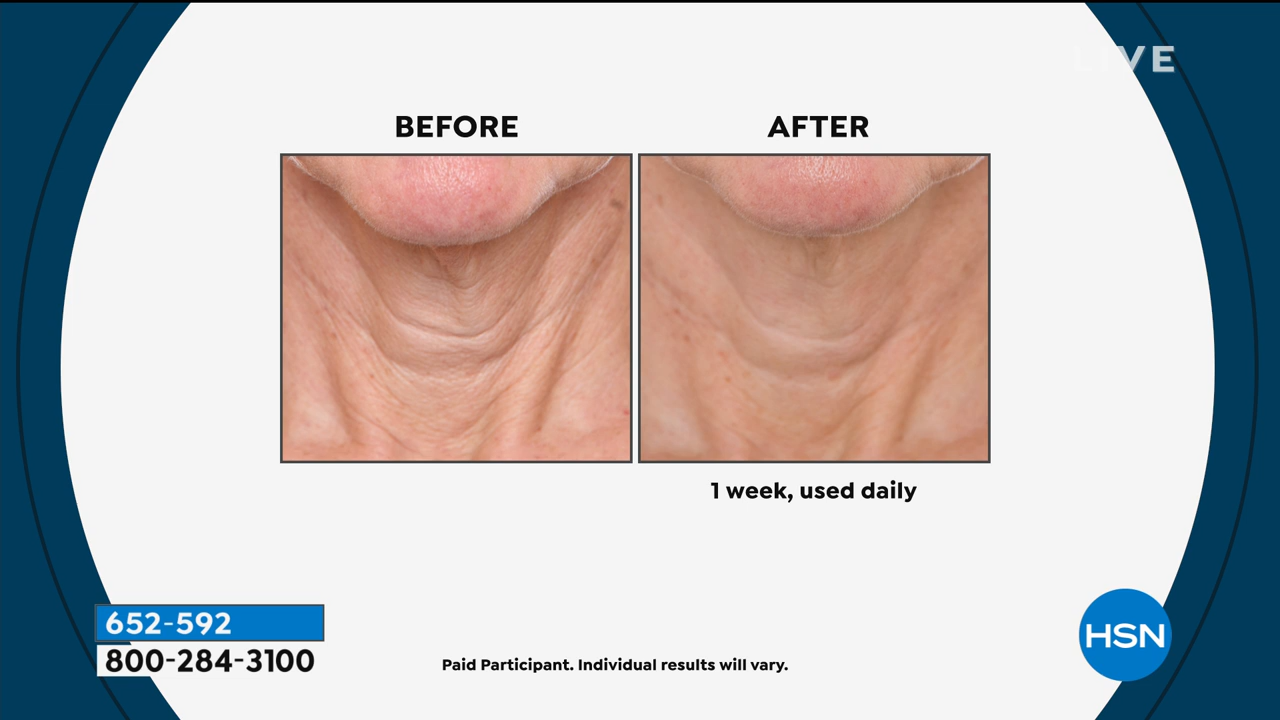 LIVE
BEFORE
AFTER
1 week, used daily
652-592
800-284-3100
Paid Participant. Individual results will vary.
HSN